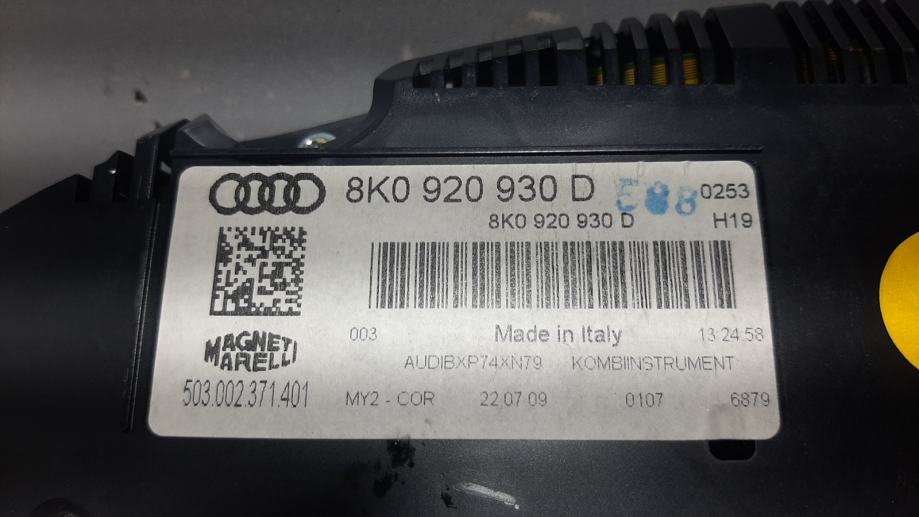 8K0 920 930 D 0253
8K0 920 930 D H19
003 Made in Italy 13:24:58
MAGNETI MARELLI
AUDIBXP74XN79 KOMBIINSTRUMENT
503.002.371.401
MY2 - COR 22.07.09 0107 6879